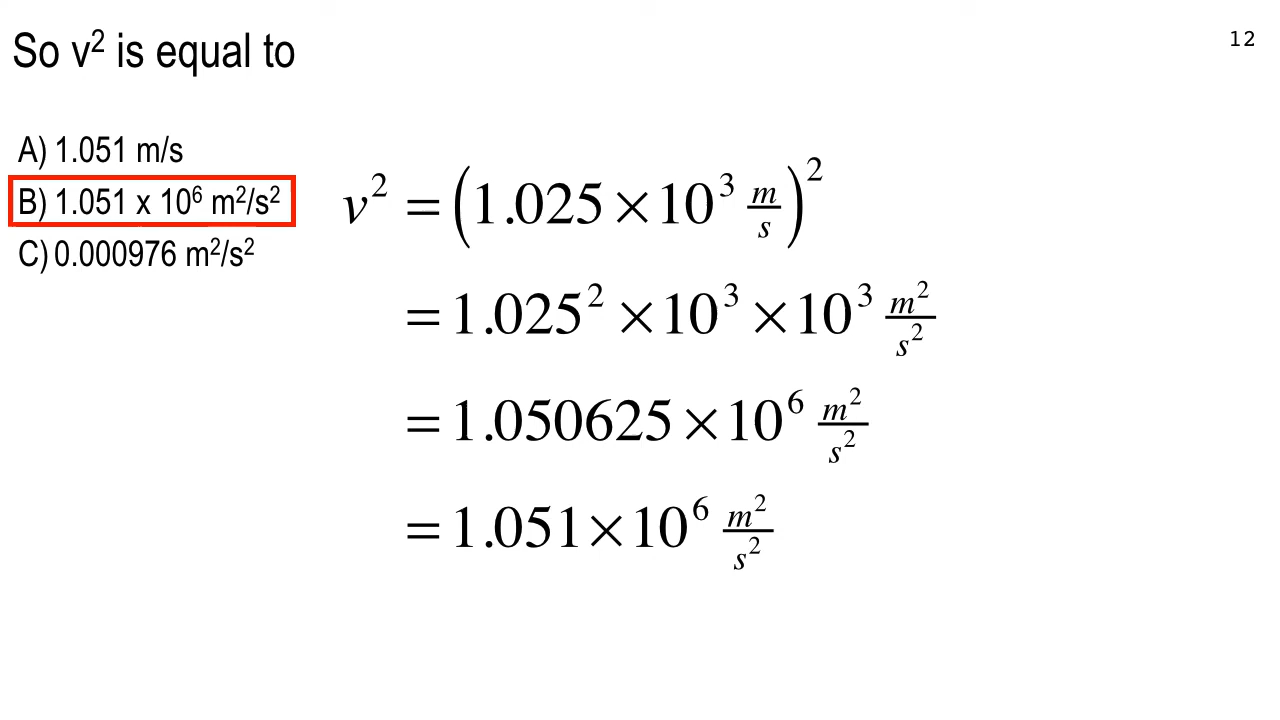 So v² is equal to
12
A) 1.051 m/s
B) 1.051 x 10⁶ m²/s²
C) 0.000976 m²/s²
v² = (1.025 × 10³ m/s)²
= 1.025² × 10³ × 10³ m²/s²
= 1.050625 × 10⁶ m²/s²
= 1.051 × 10⁶ m²/s²